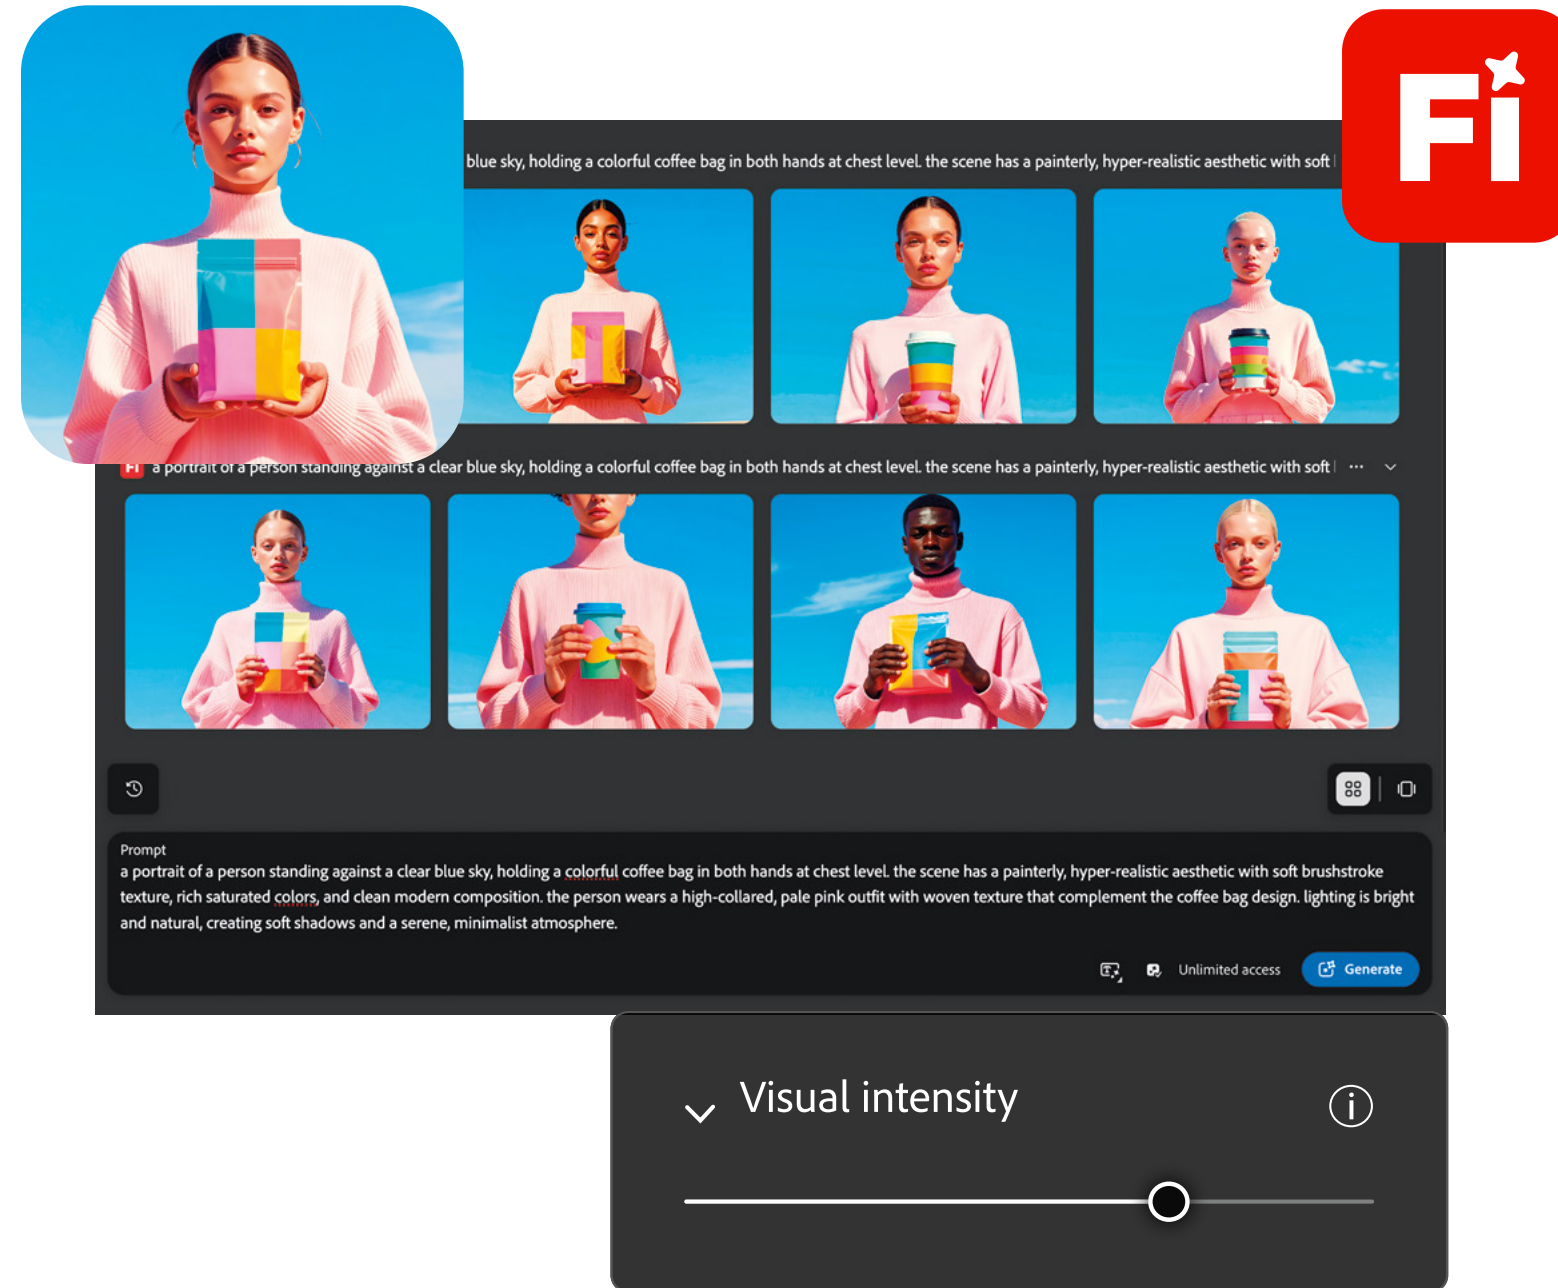 Fi
blue sky, holding a colorful coffee bag in both hands at chest level. the scene has a painterly, hyper-realistic aesthetic with soft
Fi a portrait of a person standing against a clear blue sky, holding a colorful coffee bag in both hands at chest level. the scene has a painterly, hyper-realistic aesthetic with soft ...
Prompt
a portrait of a person standing against a clear blue sky, holding a colorful coffee bag in both hands at chest level. the scene has a painterly, hyper-realistic aesthetic with soft brushstroke
texture, rich saturated colors, and clean modern composition. the person wears a high-collared, pale pink outfit with woven texture that complement the coffee bag design. lighting is bright
and natural, creating soft shadows and a serene, minimalist atmosphere.
Unlimited access Generate
Visual intensity